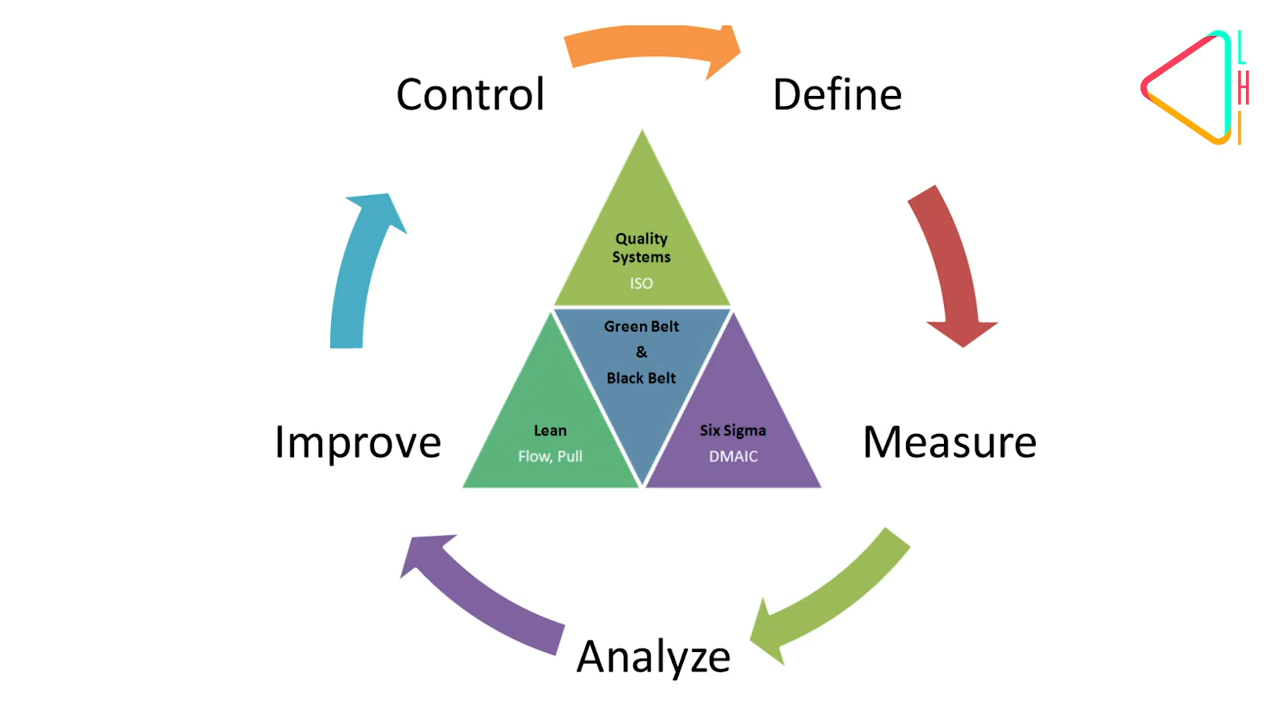 Control
Define
Quality
Systems
ISO
Green Belt
&
Black Belt
Lean
Flow, Pull
Six Sigma
DMAIC
Improve
Measure
Analyze
L
H
I